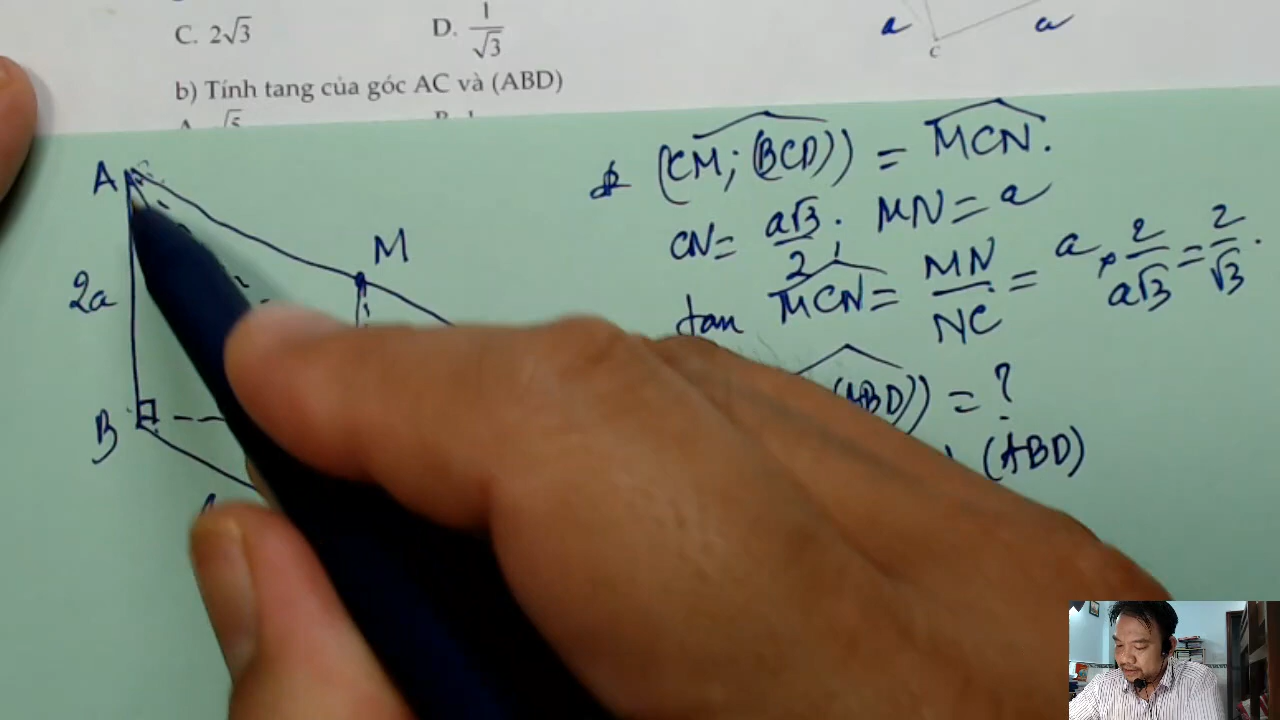 C. 2√3
D. 1/√3
b) Tính tang của góc AC và (ABD)
a
a
C
A
M
2a
B
(CM; (BCD)) = MCN.
CN = a√3/2. MN = a
tan MCN = MN/NC = a . 2/a√3 = 2/√3.
(ABD)) = ?
(ABD)